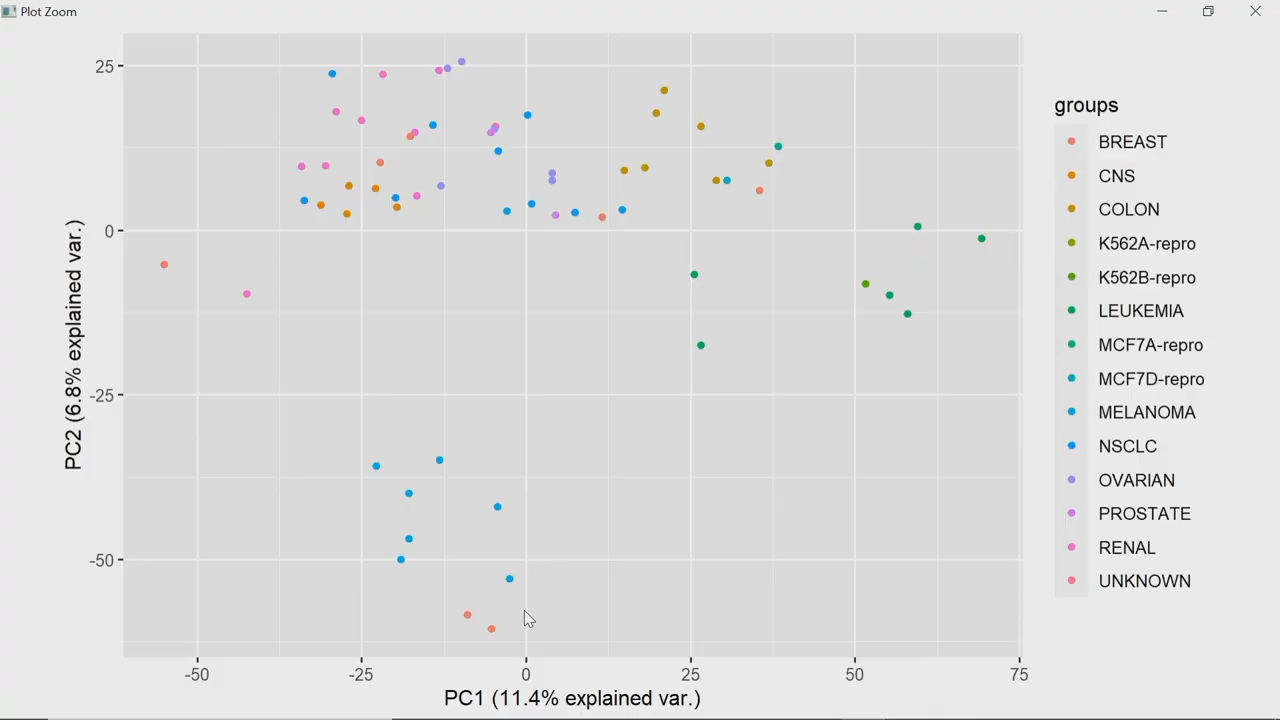 Plot Zoom
groups
BREAST
CNS
COLON
K562A-repro
K562B-repro
LEUKEMIA
MCF7A-repro
MCF7D-repro
MELANOMA
NSCLC
OVARIAN
PROSTATE
RENAL
UNKNOWN
PC2 (6.8% explained var.)
25
0
-25
-50
-50
-25
0
25
50
75
PC1 (11.4% explained var.)